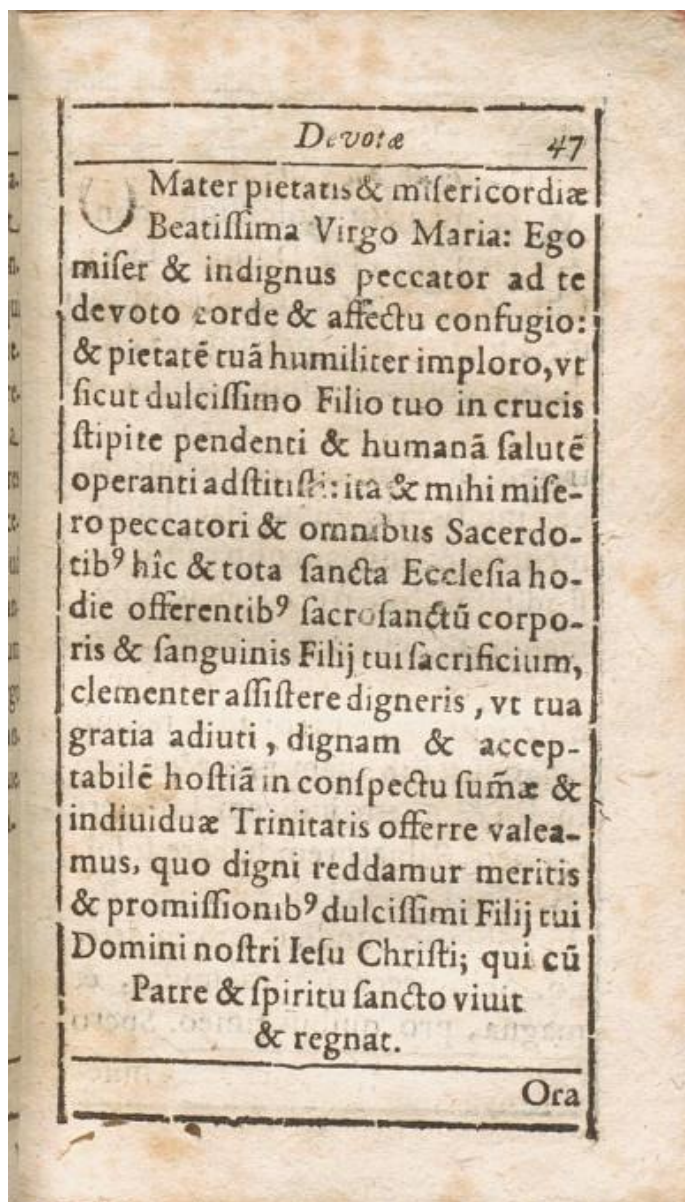 Devotæ 47
O Mater pietatis & miſericordiæ
Beatiſſima Virgo Maria: Ego
miſer & indignus peccator ad te
devoto corde & affectu confugio:
& pietatē tuā humiliter imploro, vt
ſicut dulciſſimo Filio tuo in crucis
ſtipite pendenti & humanā ſalutē
operanti adſtitiſti: ita & mihi miſe-
ro peccatori & omnibus Sacerdo-
tibꝰ hîc & tota ſancta Eccleſia ho-
die offerentibꝰ ſacroſanctū corpo-
ris & ſanguinis Filij tui ſacrificium,
clementer aſſiſtere digneris, vt tua
gratia adiuti, dignam & accep-
tabilē hoſtiā in conſpectu ſum̄æ &
indiuiduæ Trinitatis offerre valea-
mus, quo digni reddamur meritis
& promiſſionibꝰ dulciſſimi Filij tui
Domini noſtri Ieſu Chriſti; qui cū
Patre & ſpiritu ſancto viuit
& regnat.
Ora